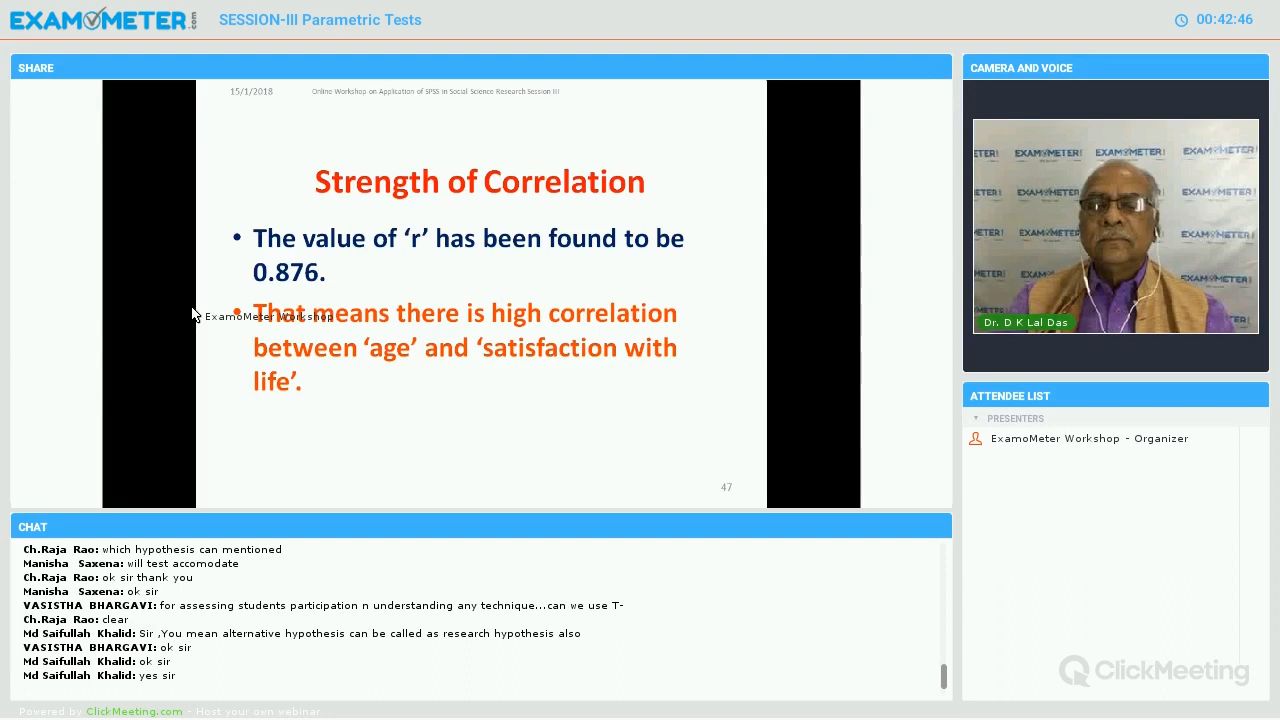 EXAMOMETER.com
SESSION-III Parametric Tests
00:42:46
SHARE
15/1/2018 Online Workshop on Application of SPSS in Social Science Research Session III
Strength of Correlation
• The value of ‘r’ has been found to be
0.876.
• That means there is high correlation
between ‘age’ and ‘satisfaction with
life’.
ExamoMeter Workshop
47
CAMERA AND VOICE
Dr. D K Lal Das
ATTENDEE LIST
PRESENTERS
ExamoMeter Workshop - Organizer
CHAT
Ch.Raja Rao: which hypothesis can mentioned
Manisha Saxena: will test accomodate
Ch.Raja Rao: ok sir thank you
Manisha Saxena: ok sir
VASISTHA BHARGAVI: for assessing students participation n understanding any technique...can we use T-
Ch.Raja Rao: clear
Md Saifullah Khalid: Sir ,You mean alternative hypothesis can be called as research hypothesis also
VASISTHA BHARGAVI: ok sir
Md Saifullah Khalid: ok sir
Md Saifullah Khalid: yes sir
ClickMeeting
Powered by ClickMeeting.com - Host your own webinar